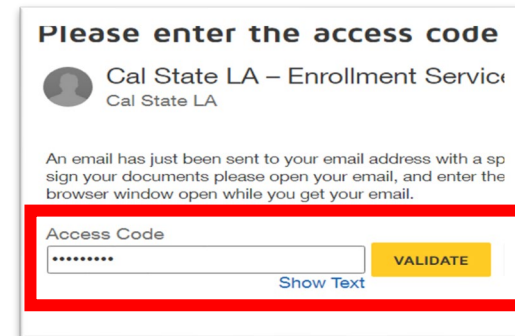 Please enter the access code
Cal State LA – Enrollment Service
Cal State LA
An email has just been sent to your email address with a sp
sign your documents please open your email, and enter the
browser window open while you get your email.
Access Code
•••••••••
VALIDATE
Show Text